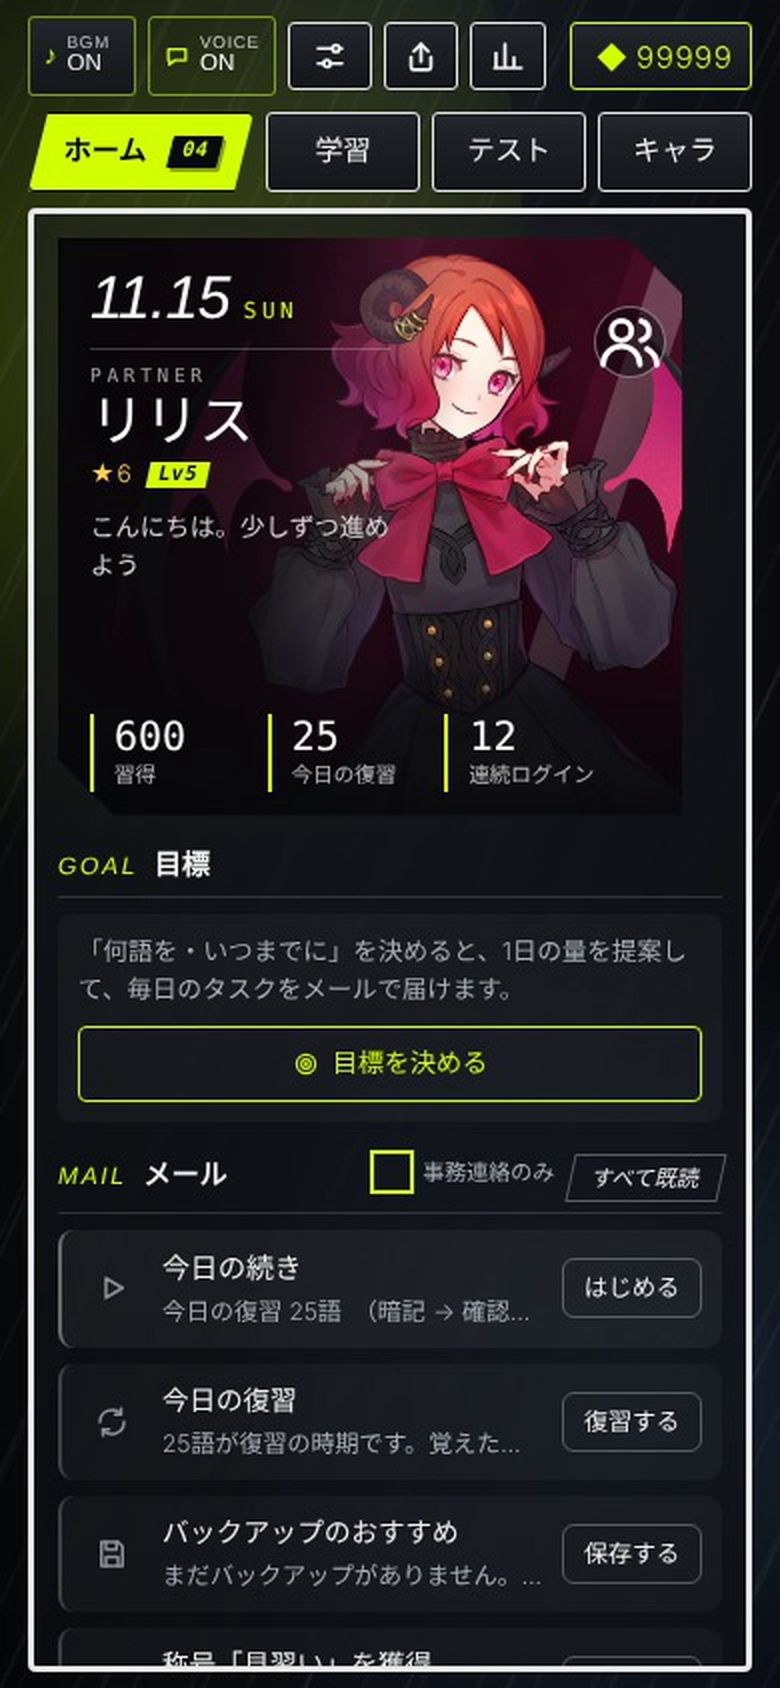 ♪ BGM ON
VOICE ON
99999
ホーム 04
学習
テスト
キャラ
11.15 SUN
PARTNER
リリス
★6 Lv5
こんにちは。少しずつ進め
よう
600
習得
25
今日の復習
12
連続ログイン
GOAL 目標
「何語を・いつまでに」を決めると、1日の量を提案し
て、毎日のタスクをメールで届けます。
目標を決める
MAIL メール
事務連絡のみ
すべて既読
今日の続き
今日の復習 25語 （暗記 → 確認...
はじめる
今日の復習
25語が復習の時期です。覚えた...
復習する
バックアップのおすすめ
まだバックアップがありません。...
保存する
称号「見習い」を獲得